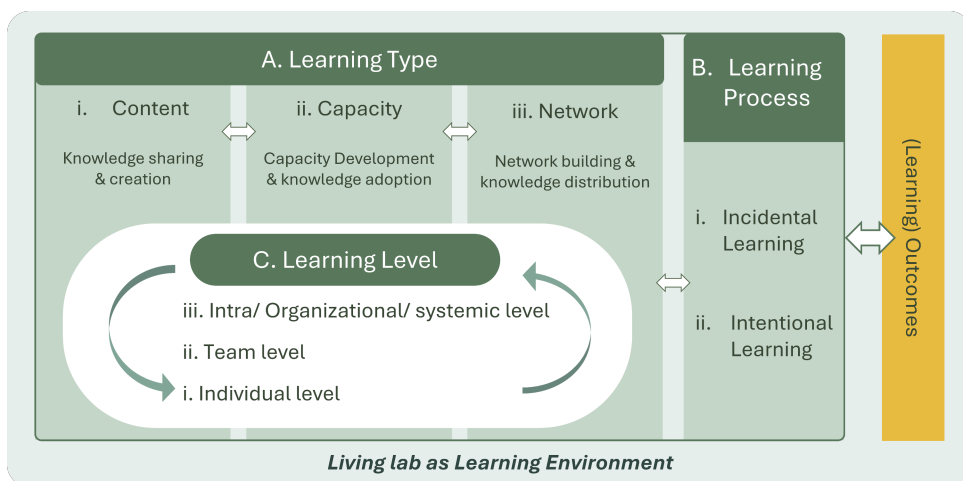 A. Learning Type
i. Content
Knowledge sharing
& creation
ii. Capacity
Capacity Development
& knowledge adoption
iii. Network
Network building &
knowledge distribution
C. Learning Level
iii. Intra/ Organizational/ systemic level
ii. Team level
i. Individual level
B. Learning
Process
i. Incidental
Learning
ii. Intentional
Learning
(Learning) Outcomes
Living lab as Learning Environment